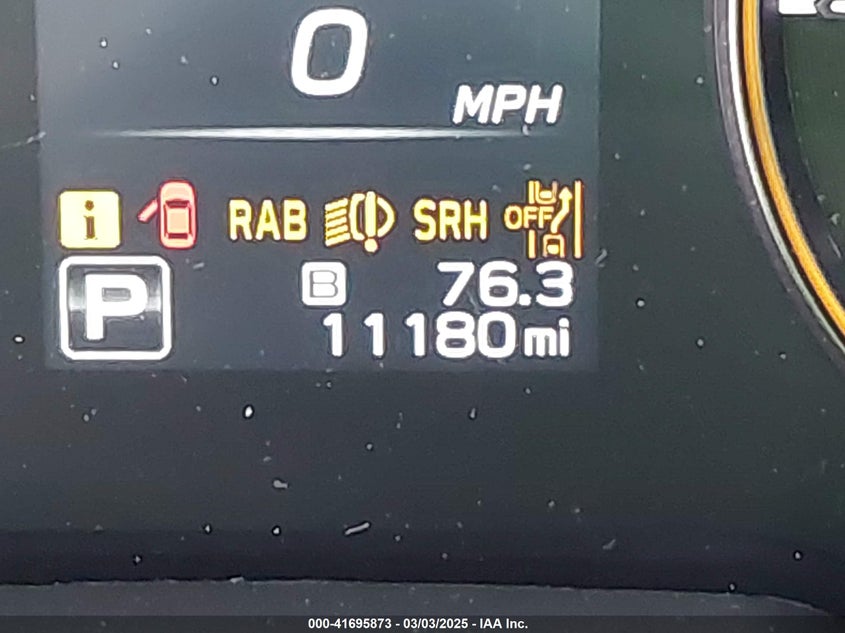 0
MPH
i RAB SRH OFF
P B 76.3
11180mi
000-41695873 - 03/03/2025 - IAA Inc.